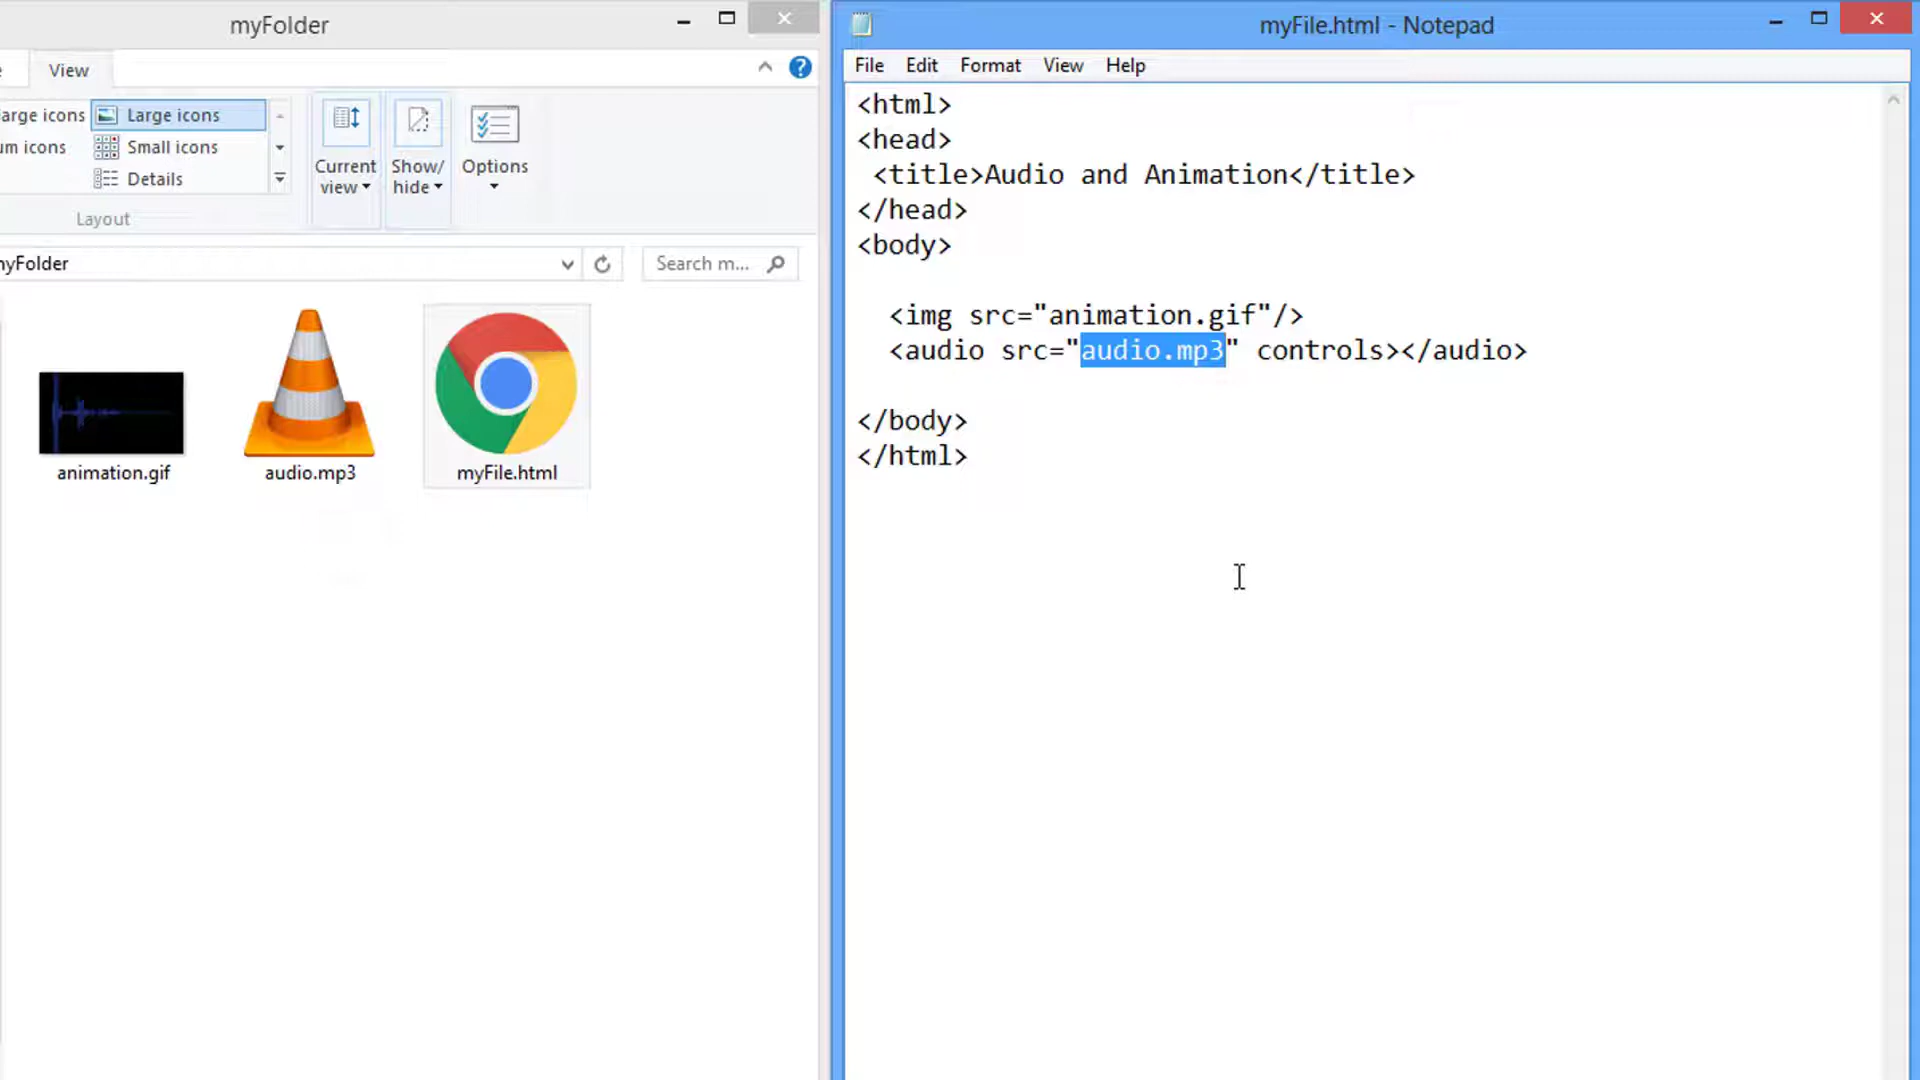 myFolder
View
arge icons
Large icons
um icons
Small icons
Details
Layout
Current
view
Show/
hide
Options
yFolder
Search m...
animation.gif
audio.mp3
myFile.html
myFile.html - Notepad
File Edit Format View Help
<html>
<head>
<title>Audio and Animation</title>
</head>
<body>
<img src="animation.gif"/>
<audio src="audio.mp3" controls></audio>
</body>
</html>